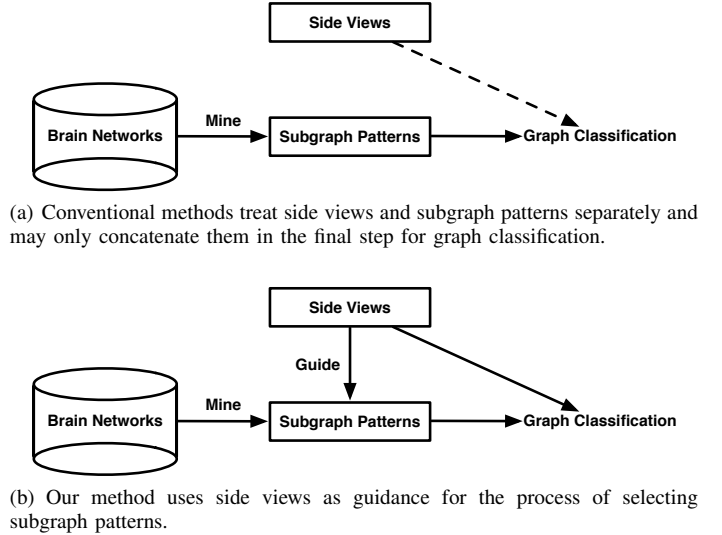 Side Views
Mine
Brain Networks
Subgraph Patterns
Graph Classification
(a) Conventional methods treat side views and subgraph patterns separately and
may only concatenate them in the final step for graph classification.
Side Views
Guide
Mine
Brain Networks
Subgraph Patterns
Graph Classification
(b) Our method uses side views as guidance for the process of selecting
subgraph patterns.